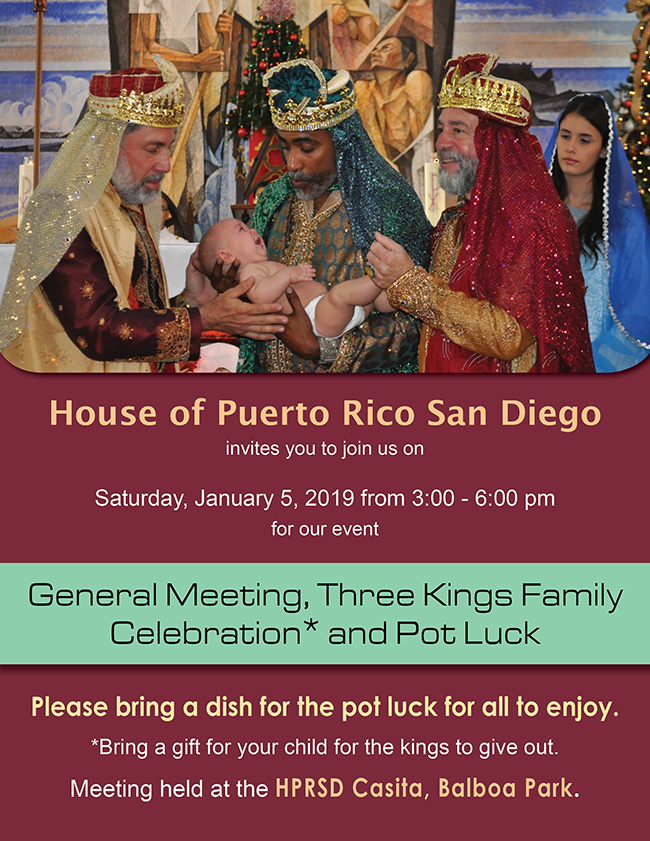 House of Puerto Rico San Diego
invites you to join us on
Saturday, January 5, 2019 from 3:00 - 6:00 pm
for our event
General Meeting, Three Kings Family
Celebration* and Pot Luck
Please bring a dish for the pot luck for all to enjoy.
*Bring a gift for your child for the kings to give out.
Meeting held at the HPRSD Casita, Balboa Park.